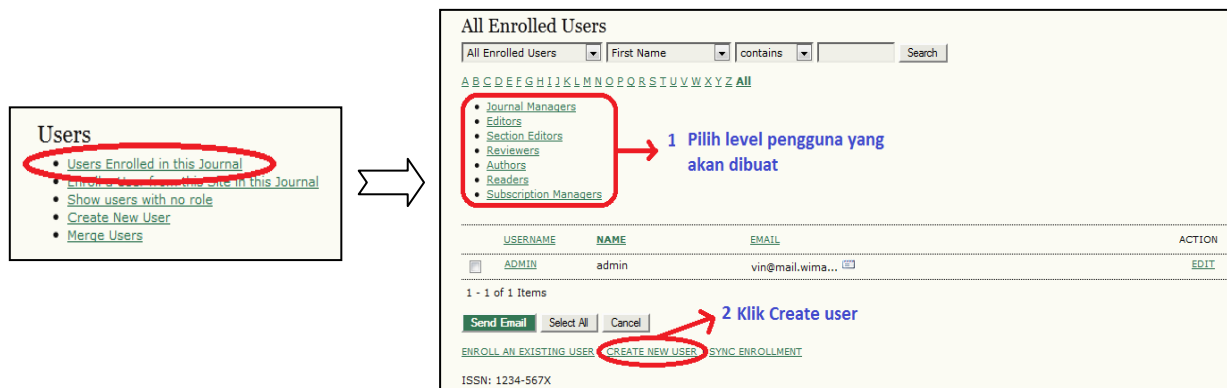 Users
Users Enrolled in this Journal
Enroll a User from this Site in this Journal
Show users with no role
Create New User
Merge Users
All Enrolled Users
All Enrolled Users First Name contains Search
A B C D E F G H I J K L M N O P Q R S T U V W X Y Z All
Journal Managers
Editors
Section Editors
Reviewers
Authors
Readers
Subscription Managers
1 Pilih level pengguna yang
akan dibuat
USERNAME NAME EMAIL ACTION
ADMIN admin vin@mail.wima... EDIT
1 - 1 of 1 Items
2 Klik Create user
Send Email Select All Cancel
ENROLL AN EXISTING USER CREATE NEW USER SYNC ENROLLMENT
ISSN: 1234-567X